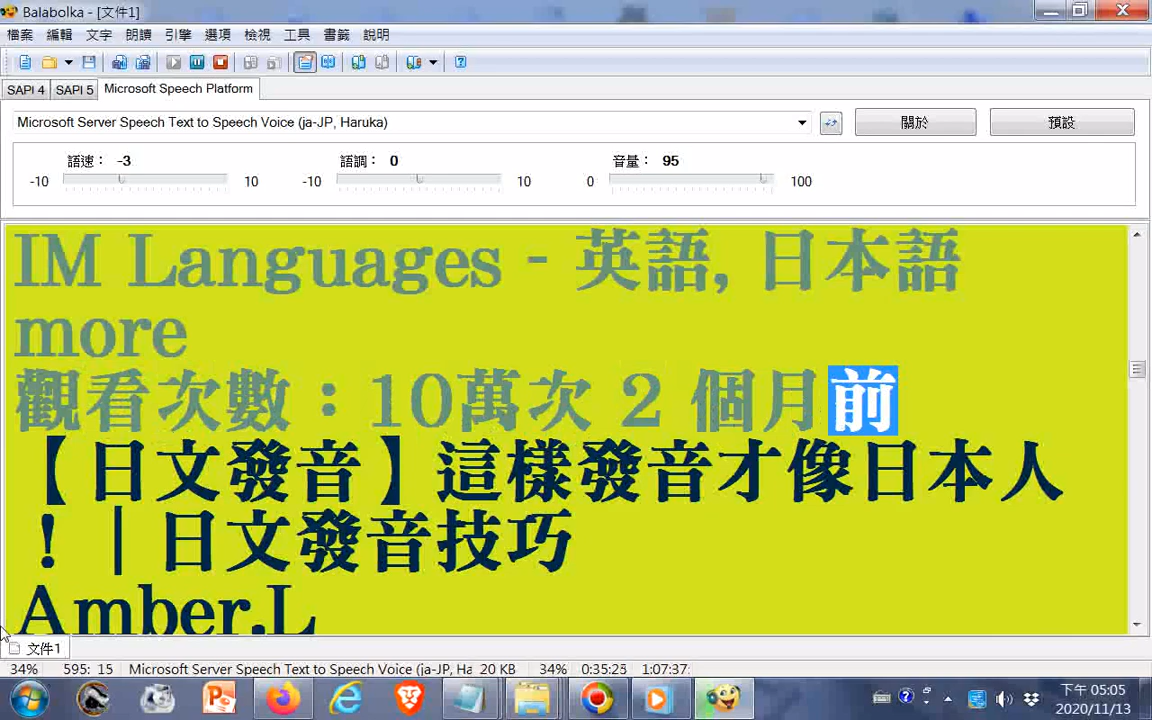 Balabolka - [文件1]
檔案 編輯 文字 朗讀 引擎 選項 檢視 工具 書籤 說明
SAPI 4 SAPI 5 Microsoft Speech Platform
Microsoft Server Speech Text to Speech Voice (ja-JP, Haruka) 關於 預設
語速： -3 語調： 0 音量： 95
-10 10 -10 10 0 100
IM Languages - 英語, 日本語
more
觀看次數：10萬次 2 個月前
【日文發音】這樣發音才像日本人
！｜日文發音技巧
Amber.L
文件1
34% 595: 15 Microsoft Server Speech Text to Speech Voice (ja-JP, Ha 20 KB 34% 0:35:25 1:07:37:
下午 05:05
2020/11/13